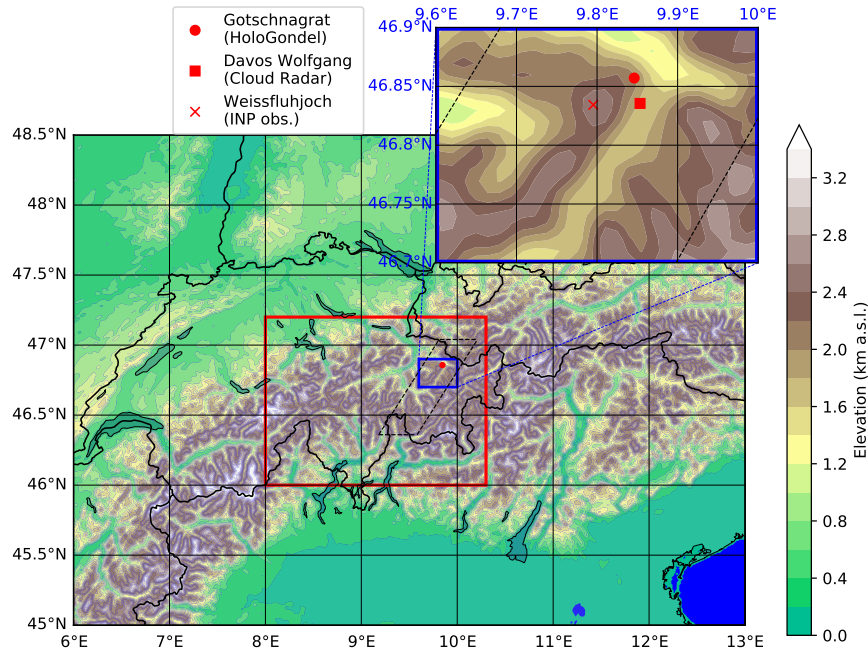 Gotschnagrat
(HoloGondel)
Davos Wolfgang
(Cloud Radar)
Weissfluhjoch
(INP obs.)
9.6°E 9.7°E 9.8°E 9.9°E 10°E
46.9°N
46.85°N
46.8°N
46.75°N
46.7°N
48.5°N
48°N
47.5°N
47°N
46.5°N
46°N
45.5°N
45°N
6°E 7°E 8°E 9°E 10°E 11°E 12°E 13°E
3.2
2.8
2.4
2.0
1.6
1.2
0.8
0.4
0.0
Elevation (km a.s.l.)